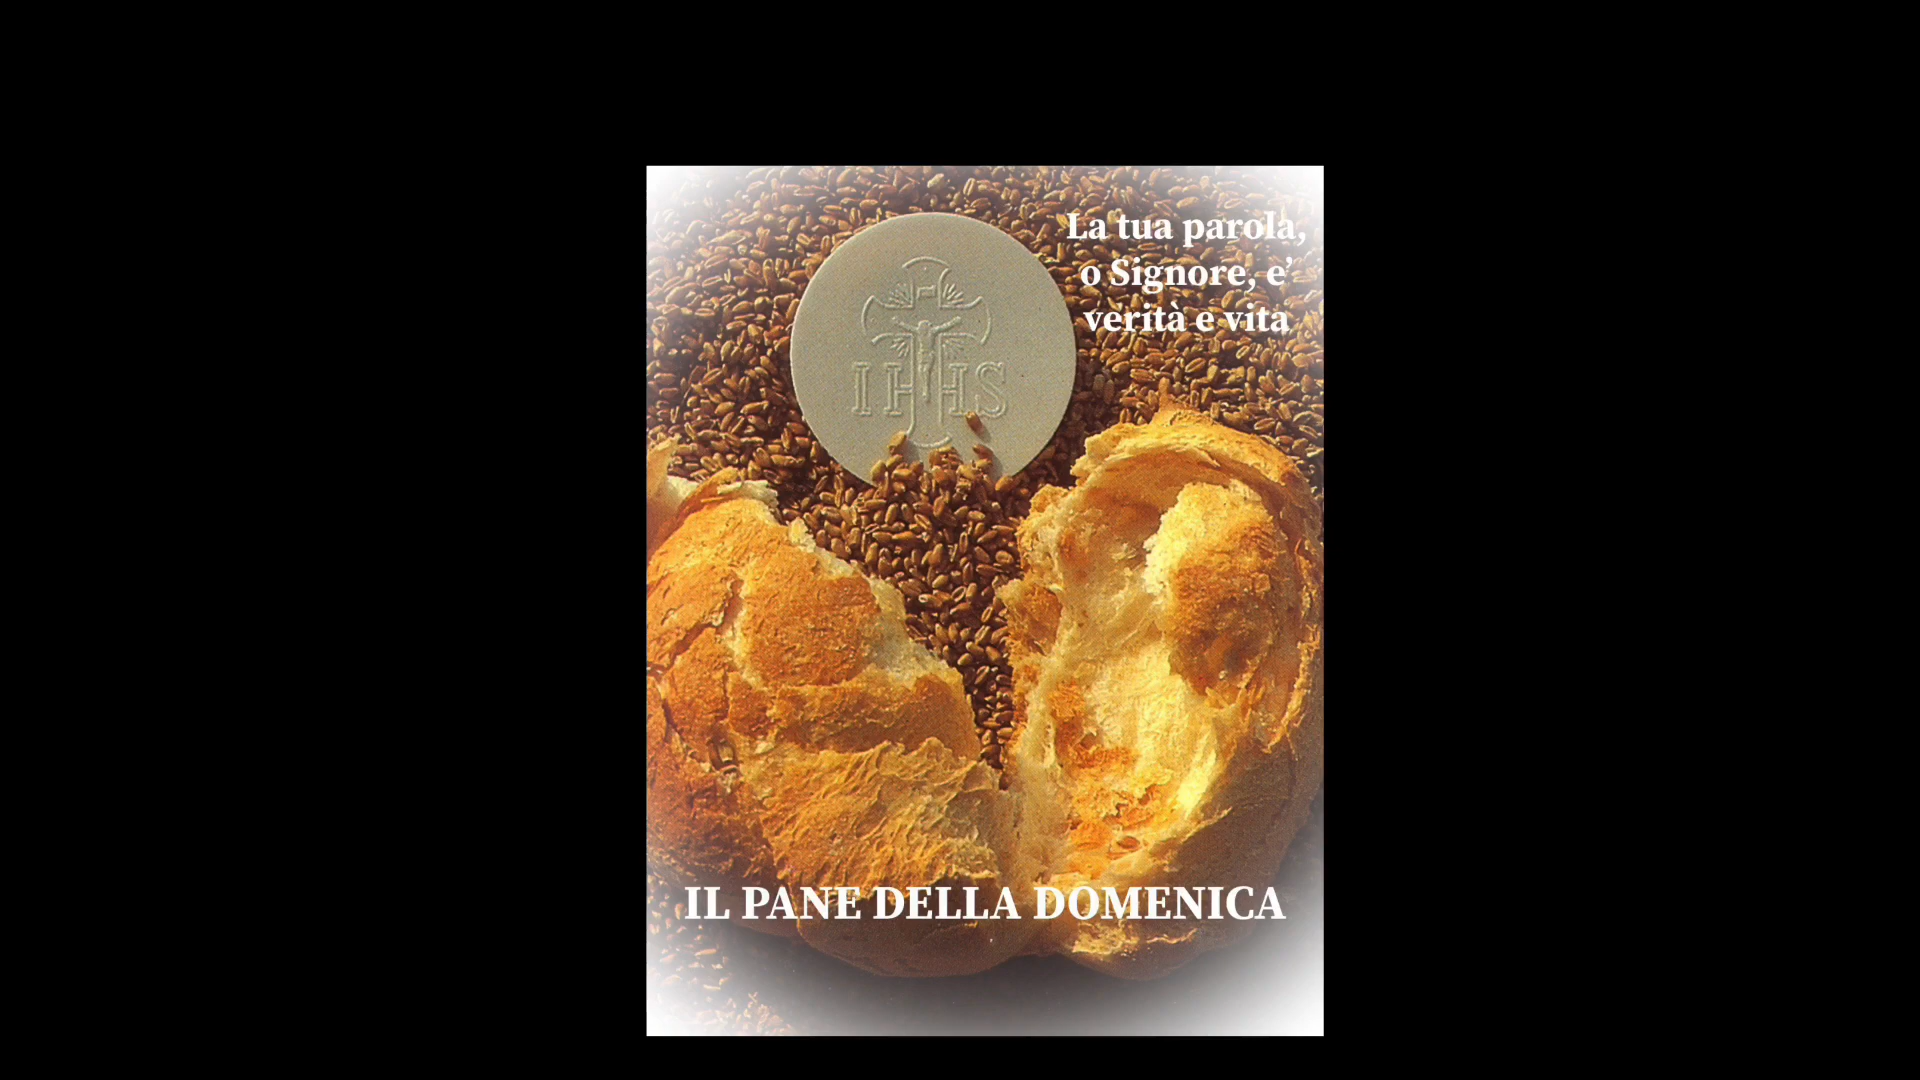 La tua parola,
o Signore, e’
verità e vita
IHS
IL PANE DELLA DOMENICA